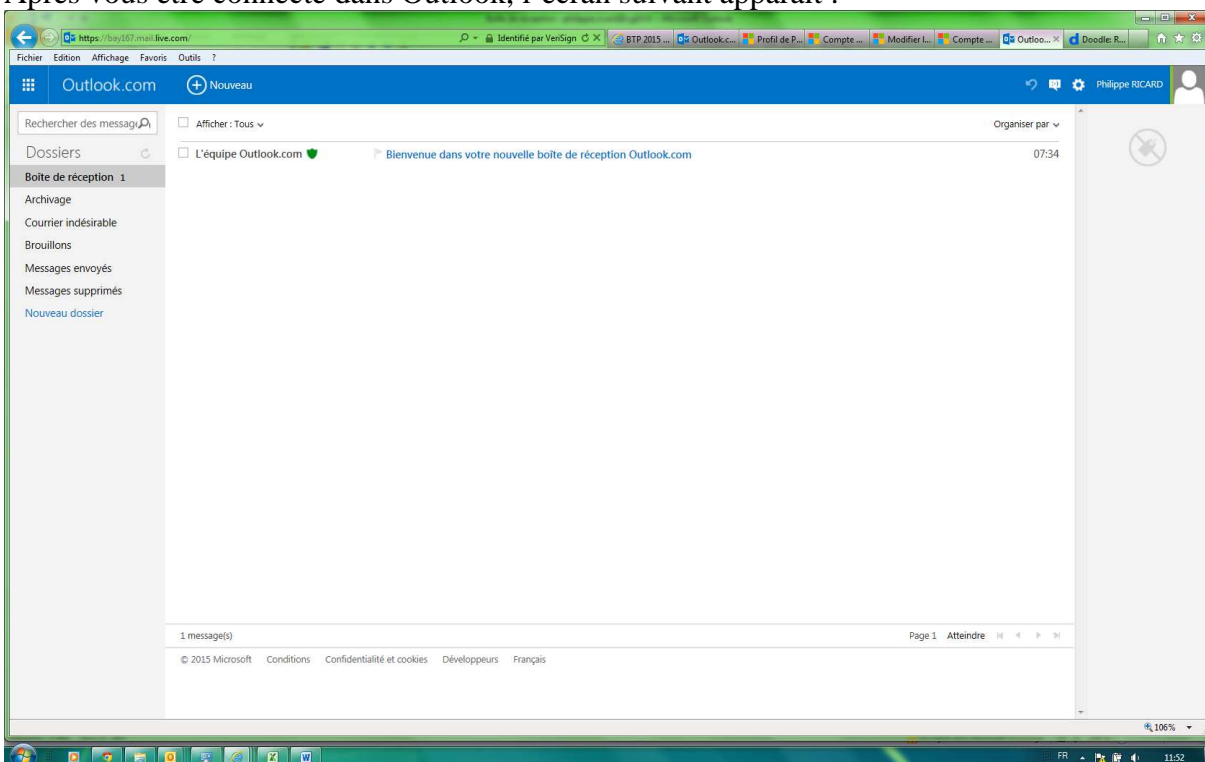 Après vous être connecté dans Outlook, l'écran suivant apparaît :
https://bay167.mail.live.com/
Identifié par VeriSign
BTP 2015 ...
Outlook.c...
Profil de P...
Compte ...
Modifier l...
Compte ...
Outloo...
Doodle: R...
Fichier Edition Affichage Favoris Outils ?
Outlook.com
Nouveau
Philippe RICARD
Rechercher des messag
Afficher : Tous
Organiser par
Dossiers
L'équipe Outlook.com
Bienvenue dans votre nouvelle boîte de réception Outlook.com
07:34
Boîte de réception 1
Archivage
Courrier indésirable
Brouillons
Messages envoyés
Messages supprimés
Nouveau dossier
1 message(s)
Page 1 Atteindre
© 2015 Microsoft Conditions Confidentialité et cookies Développeurs Français
106%
FR
11:52